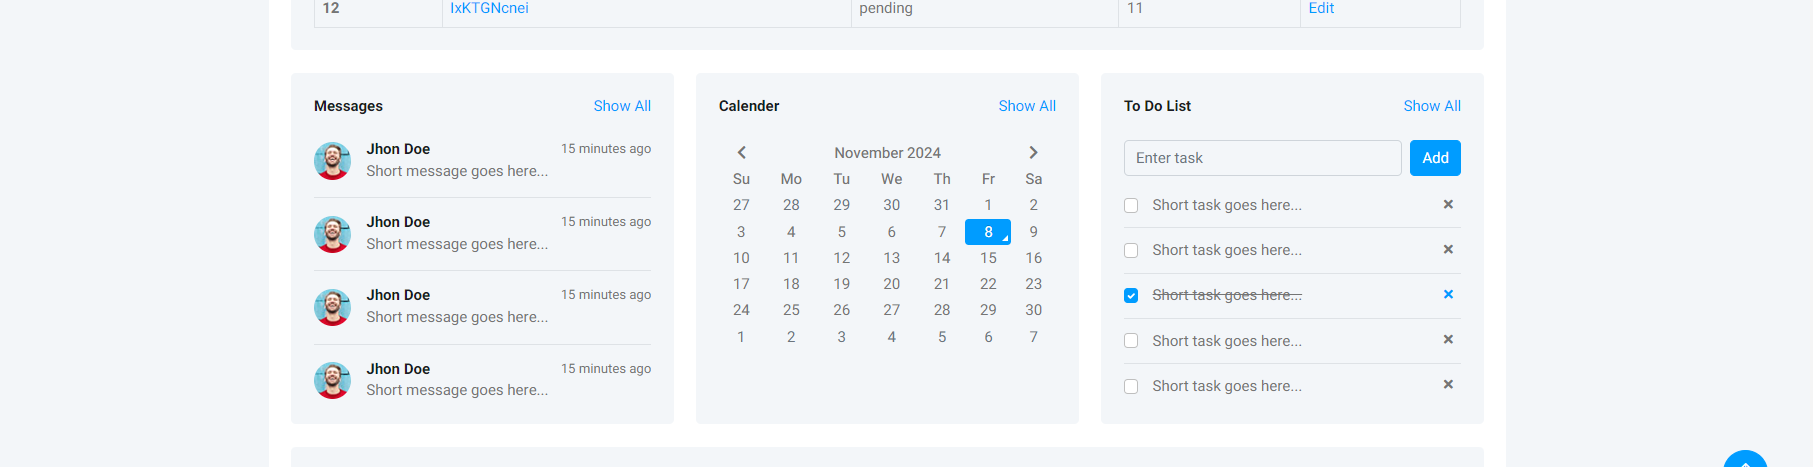 12 IxKTGNcnei pending 11 Edit
Messages Show All
Jhon Doe 15 minutes ago
Short message goes here...
Jhon Doe 15 minutes ago
Short message goes here...
Jhon Doe 15 minutes ago
Short message goes here...
Jhon Doe 15 minutes ago
Short message goes here...
Calender Show All
November 2024
Su Mo Tu We Th Fr Sa
27 28 29 30 31 1 2
3 4 5 6 7 8 9
10 11 12 13 14 15 16
17 18 19 20 21 22 23
24 25 26 27 28 29 30
1 2 3 4 5 6 7
To Do List Show All
Enter task Add
Short task goes here...
Short task goes here...
Short task goes here...
Short task goes here...
Short task goes here...